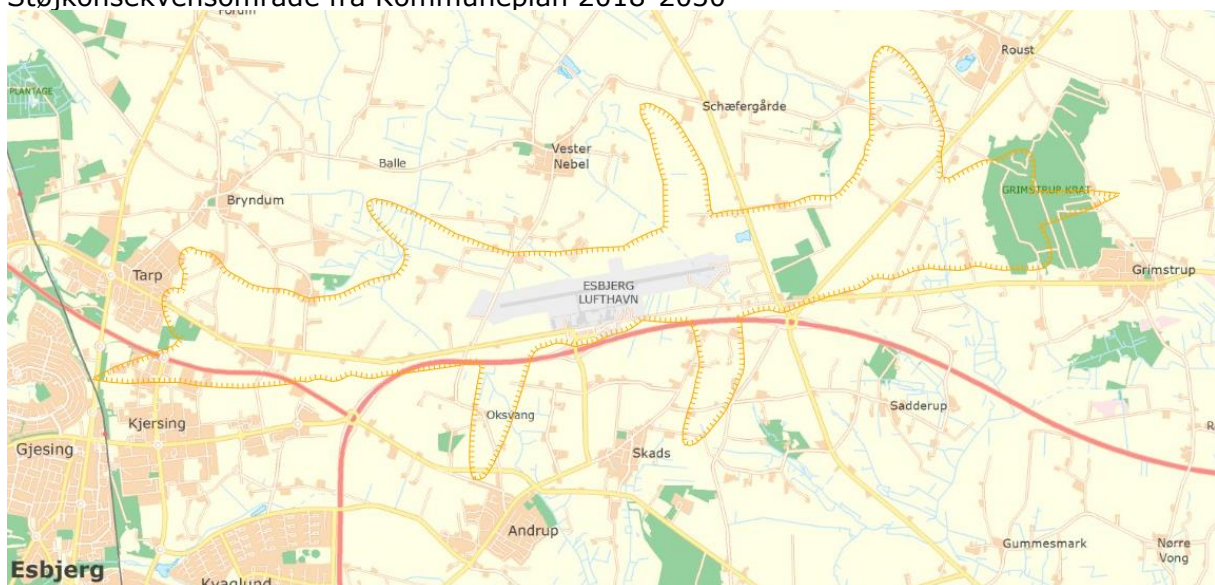 Støjkonsekvensområde fra Kommuneplan 2018-2030
Forum
Roust
PLANTAGE
Schæfergårde
Vester
Nebel
Balle
GRIMSTRUP KRAT
Bryndum
Tarp
Grimstrup
ESBJERG
LUFTHAVN
Sadderup
Oksvang
Kjersing
Gjesing
Skads
Andrup
Gummesmark
Nørre
Vong
Esbjerg
Kvaglund